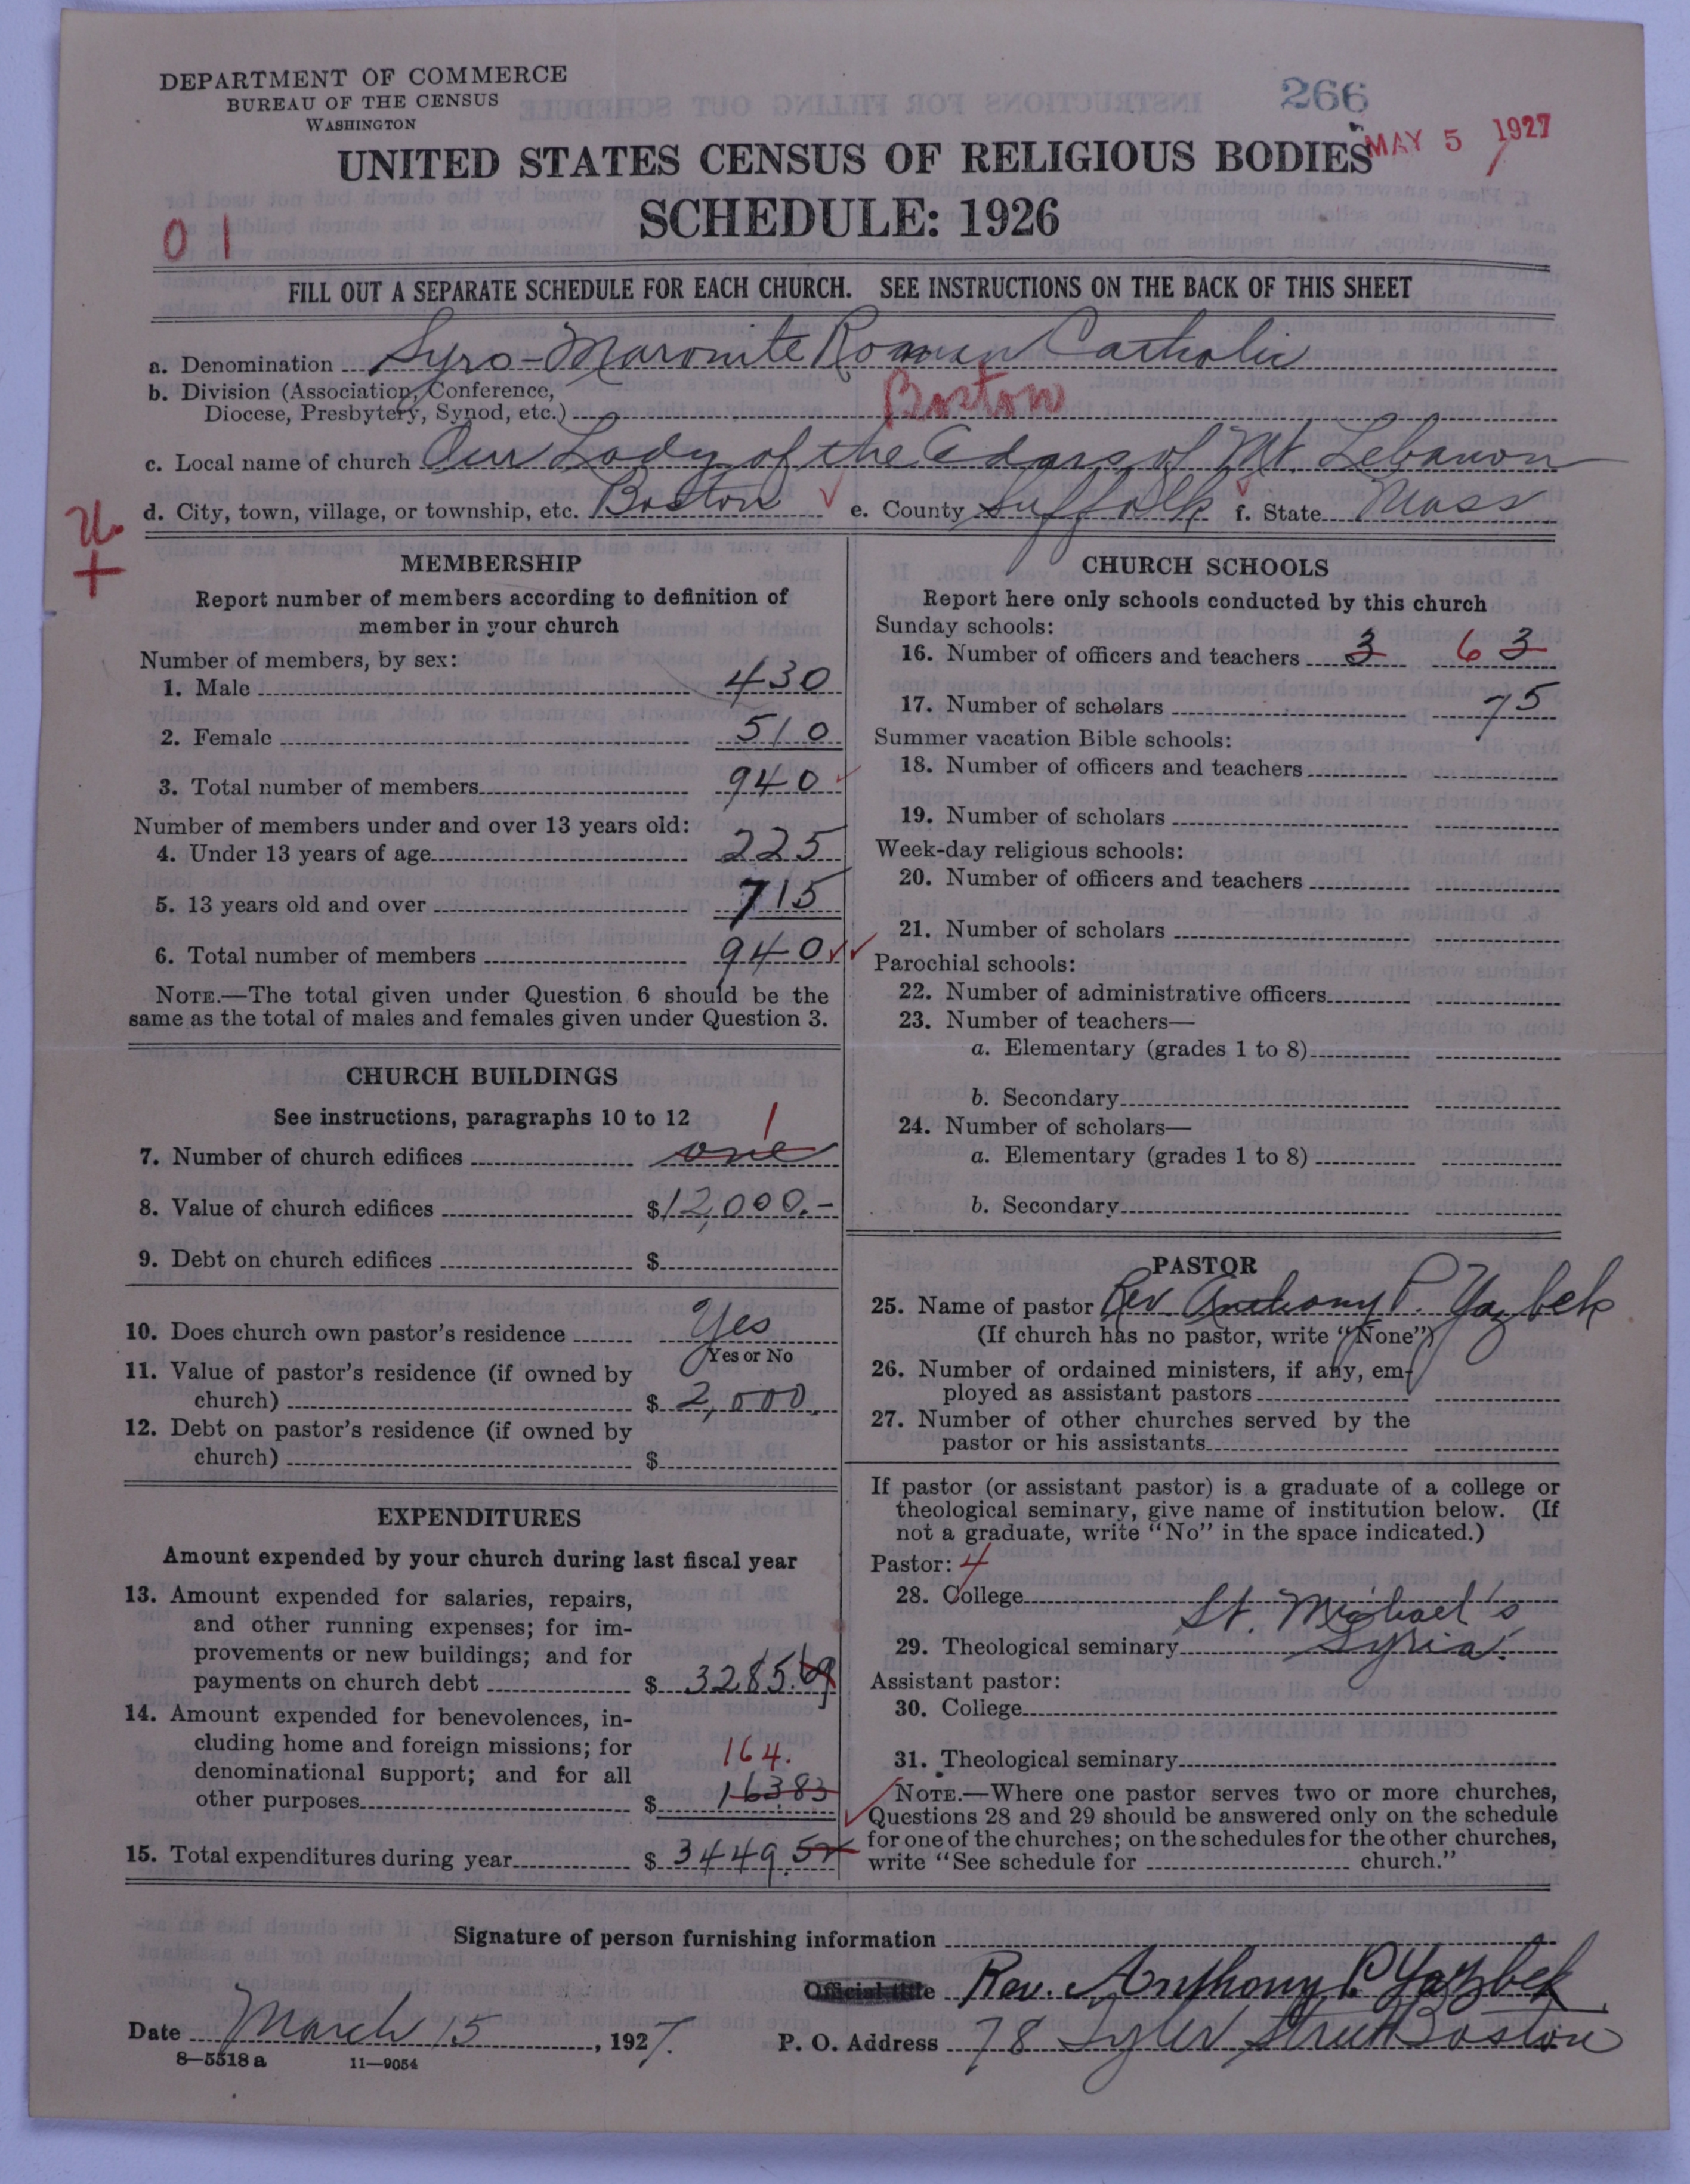 DEPARTMENT OF COMMERCE
BUREAU OF THE CENSUS
WASHINGTON
266
MAY 5 1927
UNITED STATES CENSUS OF RELIGIOUS BODIES
SCHEDULE: 1926
01
FILL OUT A SEPARATE SCHEDULE FOR EACH CHURCH. SEE INSTRUCTIONS ON THE BACK OF THIS SHEET
a. Denomination Syro-Maronite Roman Catholic
b. Division (Association, Conference,
Diocese, Presbytery, Synod, etc.) Boston
c. Local name of church Our Lady of the Cedars of Mt. Lebanon
d. City, town, village, or township, etc. Boston e. County Suffolk f. State Mass
MEMBERSHIP
Report number of members according to definition of
member in your church
Number of members, by sex:
1. Male 430
2. Female 510
3. Total number of members 940
Number of members under and over 13 years old:
4. Under 13 years of age 225
5. 13 years old and over 715
6. Total number of members 940
NOTE.—The total given under Question 6 should be the
same as the total of males and females given under Question 3.
CHURCH BUILDINGS
See instructions, paragraphs 10 to 12
1
7. Number of church edifices one
8. Value of church edifices $12,000.-
9. Debt on church edifices $
10. Does church own pastor's residence Yes
Yes or No
11. Value of pastor's residence (if owned by
church) $ 2,000.
12. Debt on pastor's residence (if owned by
church) $
EXPENDITURES
Amount expended by your church during last fiscal year
13. Amount expended for salaries, repairs,
and other running expenses; for im-
provements or new buildings; and for
payments on church debt $ 3285.69
14. Amount expended for benevolences, in-
cluding home and foreign missions; for
164.
denominational support; and for all
other purposes $ 16383
15. Total expenditures during year $ 3449.52
CHURCH SCHOOLS
Report here only schools conducted by this church
Sunday schools:
16. Number of officers and teachers 3 6 3
17. Number of scholars 75
Summer vacation Bible schools:
18. Number of officers and teachers
19. Number of scholars
Week-day religious schools:
20. Number of officers and teachers
21. Number of scholars
Parochial schools:
22. Number of administrative officers
23. Number of teachers—
a. Elementary (grades 1 to 8)
b. Secondary
24. Number of scholars—
a. Elementary (grades 1 to 8)
b. Secondary
PASTOR
25. Name of pastor Rev. Anthony P. Yazbek
(If church has no pastor, write "None")
26. Number of ordained ministers, if any, em-
ployed as assistant pastors
27. Number of other churches served by the
pastor or his assistants
If pastor (or assistant pastor) is a graduate of a college or
theological seminary, give name of institution below. (If
not a graduate, write "No" in the space indicated.)
Pastor: 4
28. College
St. Michael's
29. Theological seminary Syria.
Assistant pastor:
30. College
31. Theological seminary
NOTE.—Where one pastor serves two or more churches,
Questions 28 and 29 should be answered only on the schedule
for one of the churches; on the schedules for the other churches,
write "See schedule for church."
Signature of person furnishing information
Official title Rev. Anthony P. Yazbek
Date March 15, 1927. P. O. Address 78 Tyler Street Boston
8—5518 a 11—9054